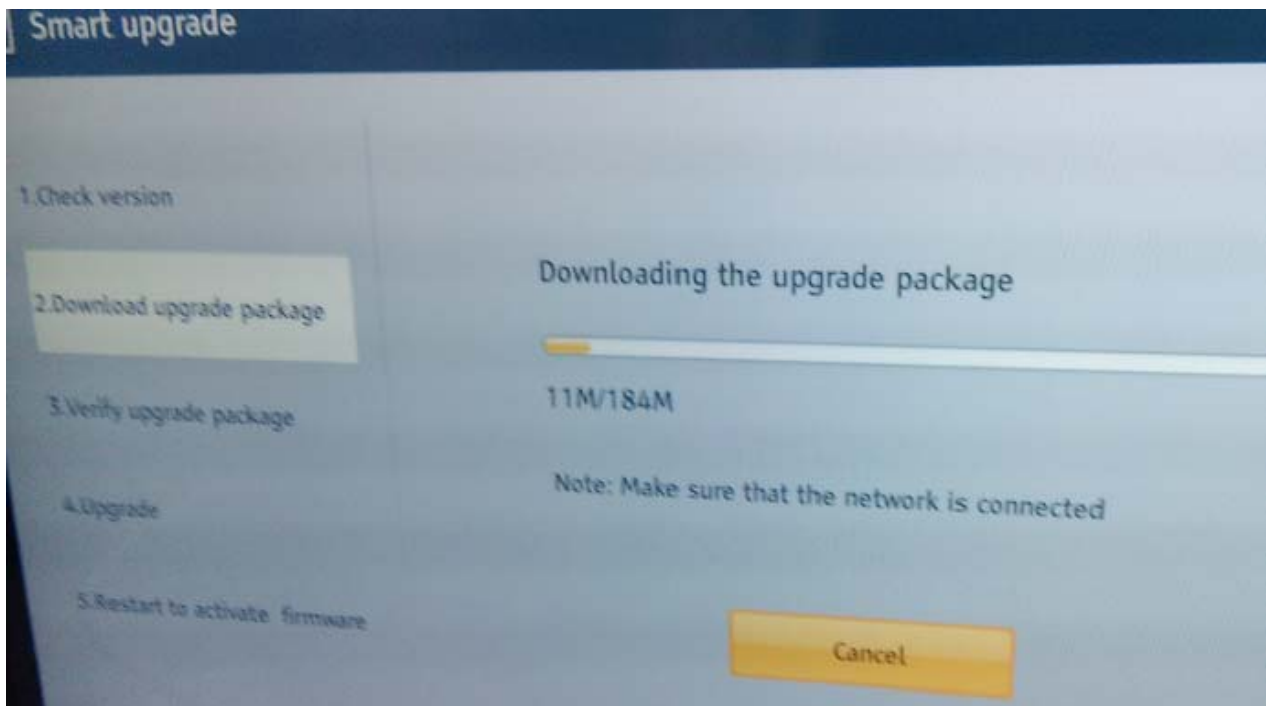 Smart upgrade
1.Check version
2.Download upgrade package
3.Verify upgrade package
4.Upgrade
5.Restart to activate firmware
Downloading the upgrade package
11M/184M
Note: Make sure that the network is connected
Cancel